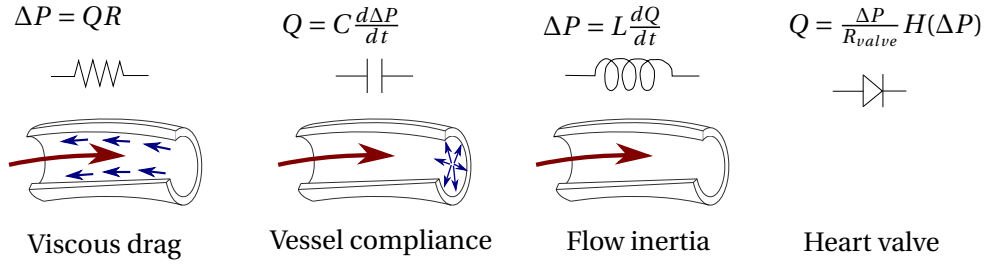 ΔP = QR
Q = C dΔP/dt
ΔP = L dQ/dt
Q = ΔP/R_valve H(ΔP)
Viscous drag
Vessel compliance
Flow inertia
Heart valve